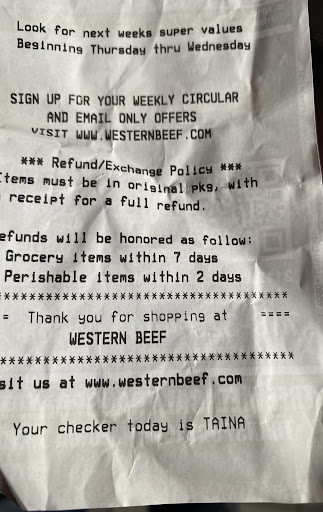 Look for next weeks super values
Beginning Thursday thru Wednesday
SIGN UP FOR YOUR WEEKLY CIRCULAR
AND EMAIL ONLY OFFERS
VISIT WWW.WESTERNBEEF.COM
*** Refund/Exchange Policy ***
Items must be in original pkg, with
receipt for a full refund.
efunds will be honored as follow:
Grocery items within 7 days
Perishable items within 2 days
**************************************
= Thank you for shopping at ====
WESTERN BEEF
**************************************
sit us at www.westernbeef.com
Your checker today is TAINA